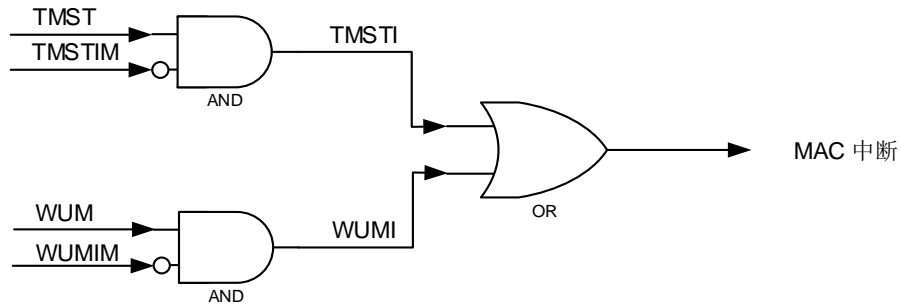 TMST
TMSTIM
TMSTI
AND
MAC 中断
OR
WUM
WUMIM
WUMI
AND